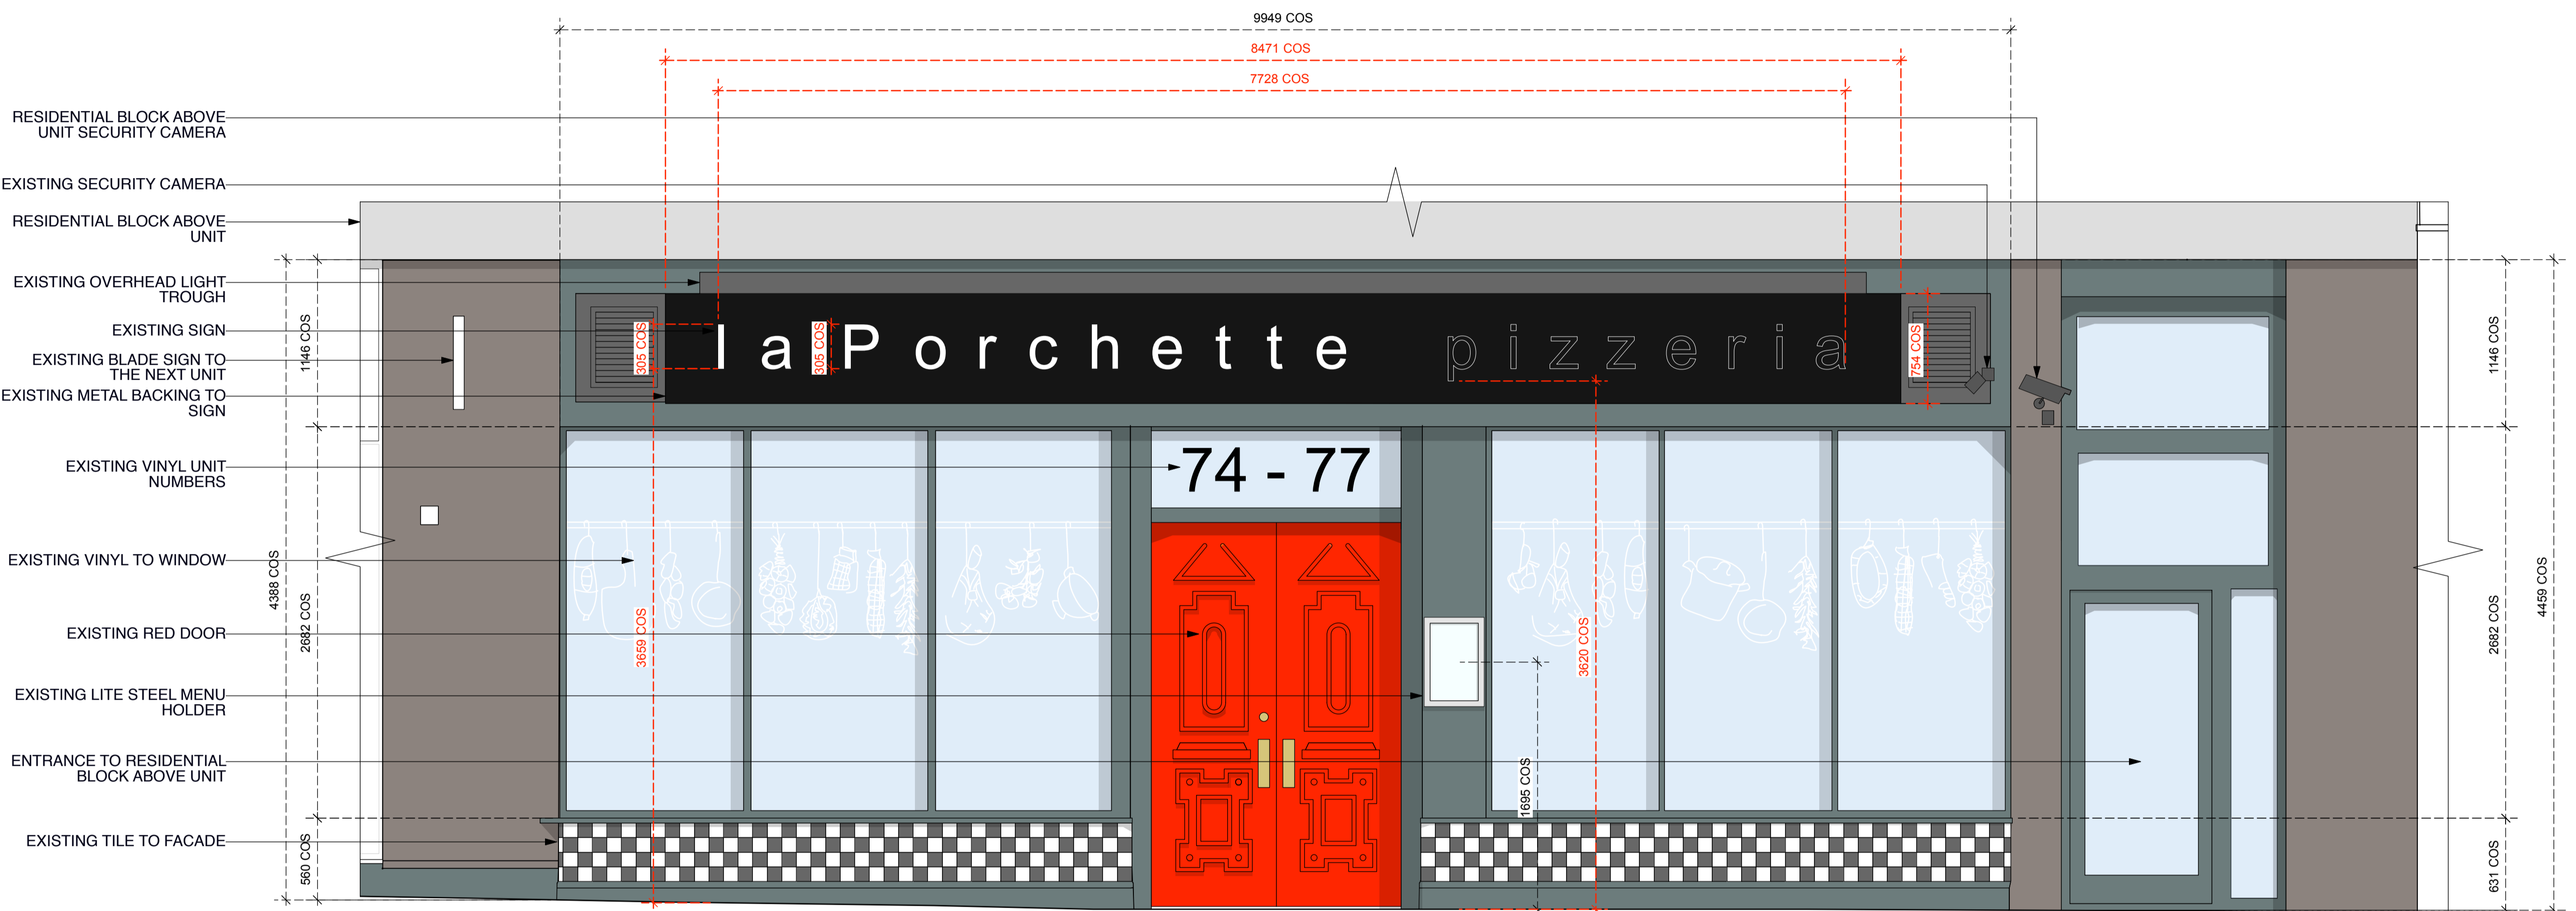 9949 COS
8471 COS
7728 COS
RESIDENTIAL BLOCK ABOVE
UNIT SECURITY CAMERA
EXISTING SECURITY CAMERA
RESIDENTIAL BLOCK ABOVE
UNIT
EXISTING OVERHEAD LIGHT
TROUGH
EXISTING SIGN
EXISTING BLADE SIGN TO
THE NEXT UNIT
EXISTING METAL BACKING TO
SIGN
EXISTING VINYL UNIT
NUMBERS
EXISTING VINYL TO WINDOW
EXISTING RED DOOR
EXISTING LITE STEEL MENU
HOLDER
ENTRANCE TO RESIDENTIAL
BLOCK ABOVE UNIT
EXISTING TILE TO FACADE
4388 COS
1146 COS
2682 COS
560 COS
305 COS
305 COS
la Porchette pizzeria
754 COS
74 - 77
3659 COS
3620 COS
1695 COS
1146 COS
2682 COS
631 COS
4459 COS